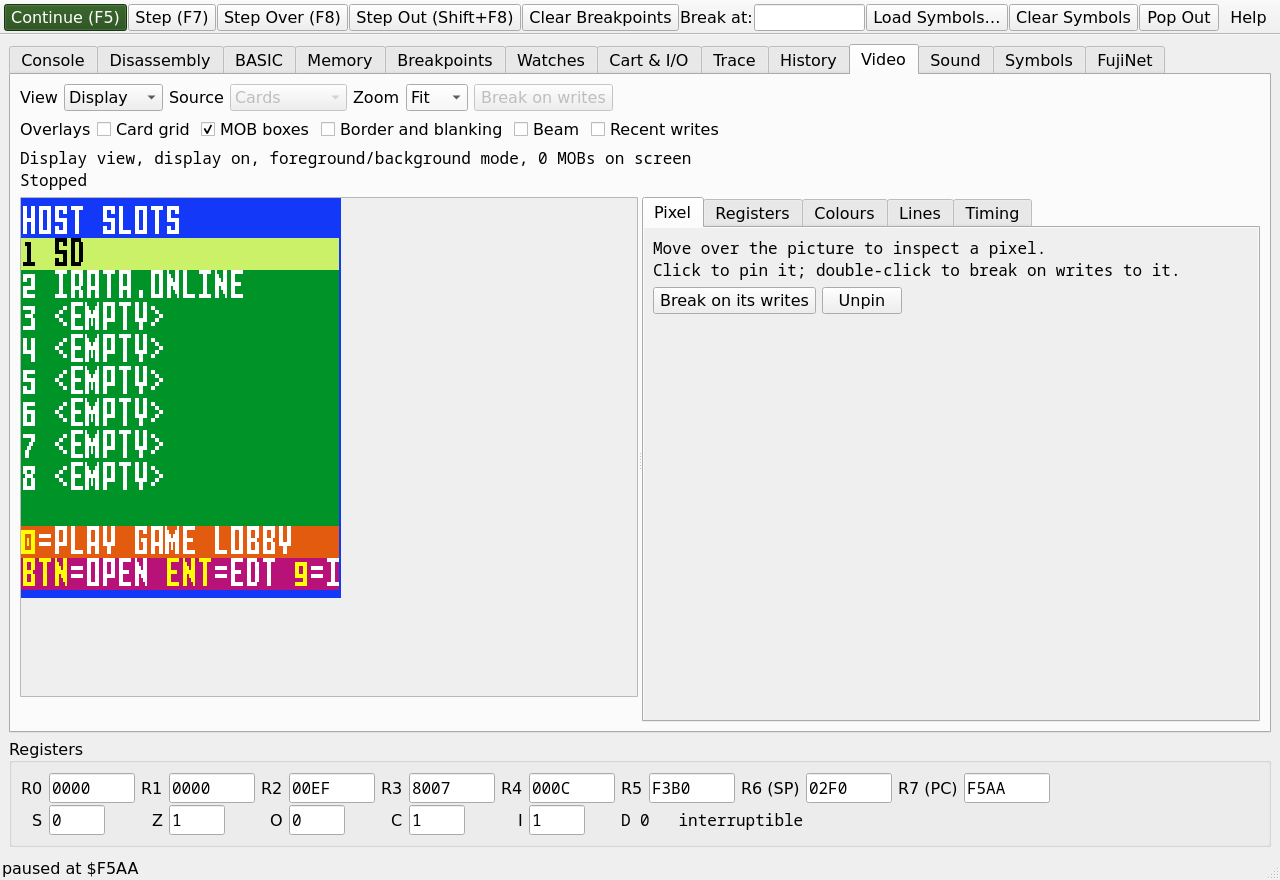 Continue (F5) Step (F7) Step Over (F8) Step Out (Shift+F8) Clear Breakpoints Break at: Load Symbols... Clear Symbols Pop Out Help
Console Disassembly BASIC Memory Breakpoints Watches Cart & I/O Trace History Video Sound Symbols FujiNet
View Display Source Cards Zoom Fit Break on writes
Overlays Card grid MOB boxes Border and blanking Beam Recent writes
Display view, display on, foreground/background mode, 0 MOBs on screen
Stopped
HOST SLOTS
1 SD
2 IRATA.ONLINE
3 <EMPTY>
4 <EMPTY>
5 <EMPTY>
6 <EMPTY>
7 <EMPTY>
8 <EMPTY>
0=PLAY GAME LOBBY
BTN=OPEN ENT=EDT 9=I
Pixel Registers Colours Lines Timing
Move over the picture to inspect a pixel.
Click to pin it; double-click to break on writes to it.
Break on its writes Unpin
Registers
R0 0000 R1 0000 R2 00EF R3 8007 R4 000C R5 F3B0 R6 (SP) 02F0 R7 (PC) F5AA
S 0 Z 1 O 0 C 1 I 1 D 0 interruptible
paused at $F5AA